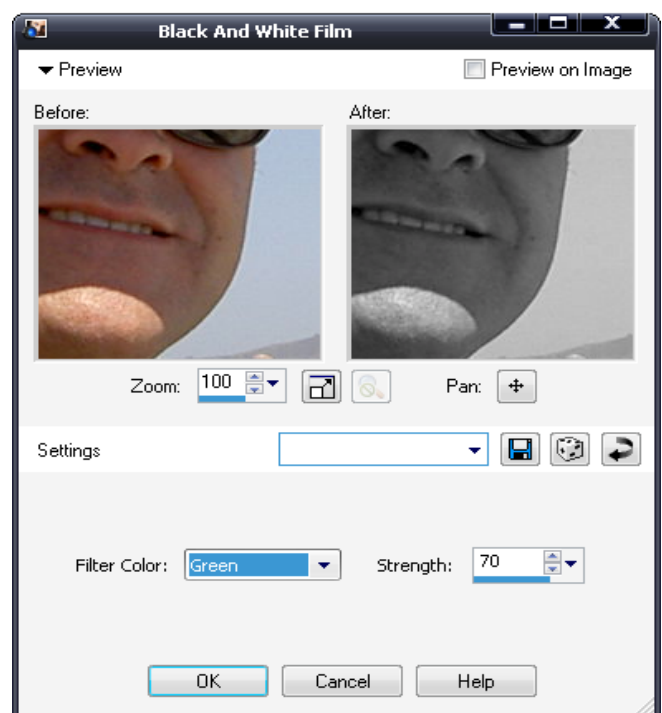 Black And White Film
Preview Preview on Image
Before: After:
Zoom: 100 Pan:
Settings
Filter Color: Green Strength: 70
OK Cancel Help